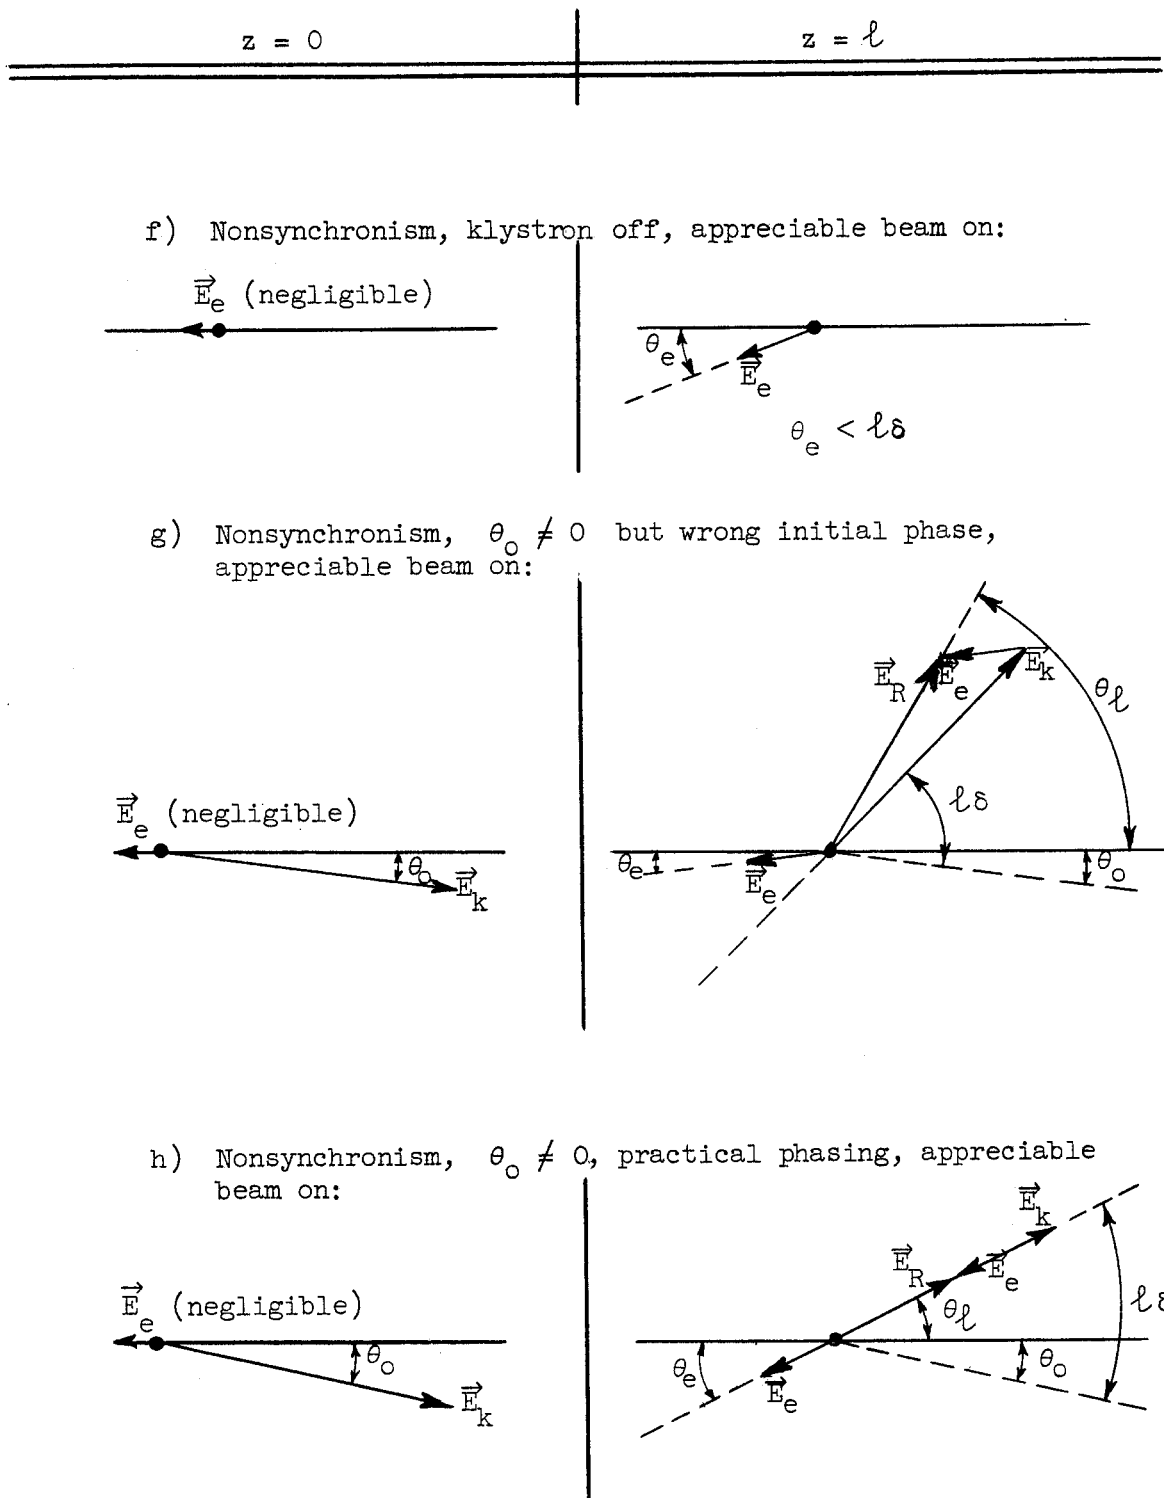 z = 0
z = ℓ
f) Nonsynchronism, klystron off, appreciable beam on:
E⃗e (negligible)
θe
E⃗e
θe < ℓδ
g) Nonsynchronism, θo ≠ 0 but wrong initial phase,
appreciable beam on:
E⃗R
E⃗e
E⃗k
θℓ
ℓδ
E⃗e (negligible)
θo
E⃗k
θe
E⃗e
θo
h) Nonsynchronism, θo ≠ 0, practical phasing, appreciable
beam on:
E⃗k
E⃗R
E⃗e
θℓ
ℓδ
E⃗e (negligible)
θo
E⃗k
θe
E⃗e
θo